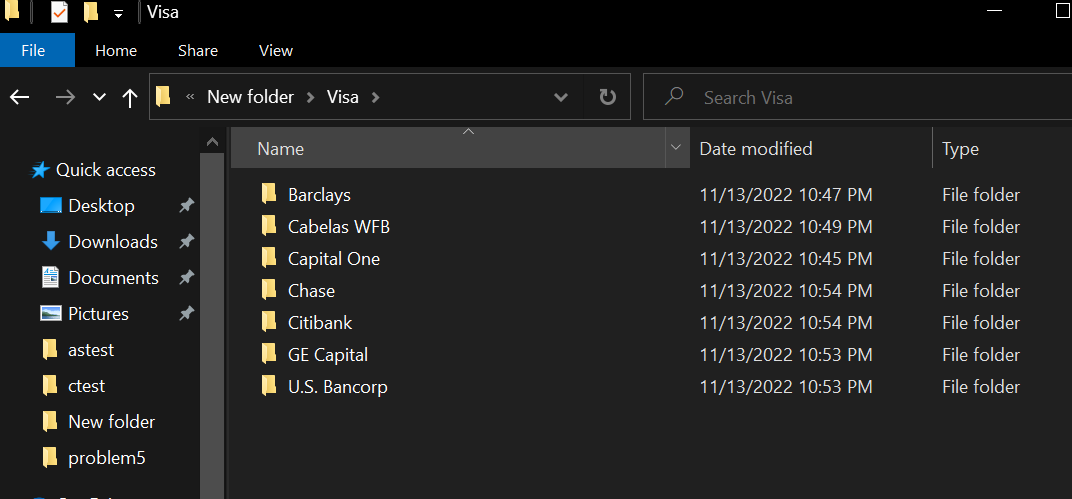 Visa
File Home Share View
« New folder > Visa > Search Visa
Name Date modified Type
Quick access
Desktop
Downloads
Documents
Pictures
astest
ctest
New folder
problem5
Barclays 11/13/2022 10:47 PM File folder
Cabelas WFB 11/13/2022 10:49 PM File folder
Capital One 11/13/2022 10:45 PM File folder
Chase 11/13/2022 10:54 PM File folder
Citibank 11/13/2022 10:54 PM File folder
GE Capital 11/13/2022 10:53 PM File folder
U.S. Bancorp 11/13/2022 10:53 PM File folder